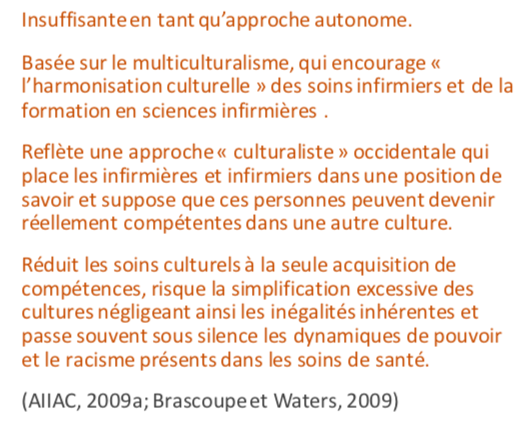 Insuffisante en tant qu’approche autonome.
Basée sur le multiculturalisme, qui encourage «
l’harmonisation culturelle » des soins infirmiers et de la
formation en sciences infirmières .
Reflète une approche « culturaliste » occidentale qui
place les infirmières et infirmiers dans une position de
savoir et suppose que ces personnes peuvent devenir
réellement compétentes dans une autre culture.
Réduit les soins culturels à la seule acquisition de
compétences, risque la simplification excessive des
cultures négligeant ainsi les inégalités inhérentes et
passe souvent sous silence les dynamiques de pouvoir
et le racisme présents dans les soins de santé.
(AIIAC, 2009a; Brascoupe et Waters, 2009)